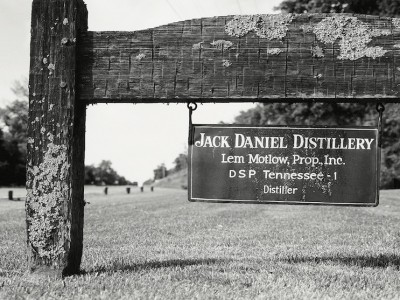 JACK DANIEL DISTILLERY
Lem Motlow, Prop., Inc.
DSP Tennessee - 1
Distiller